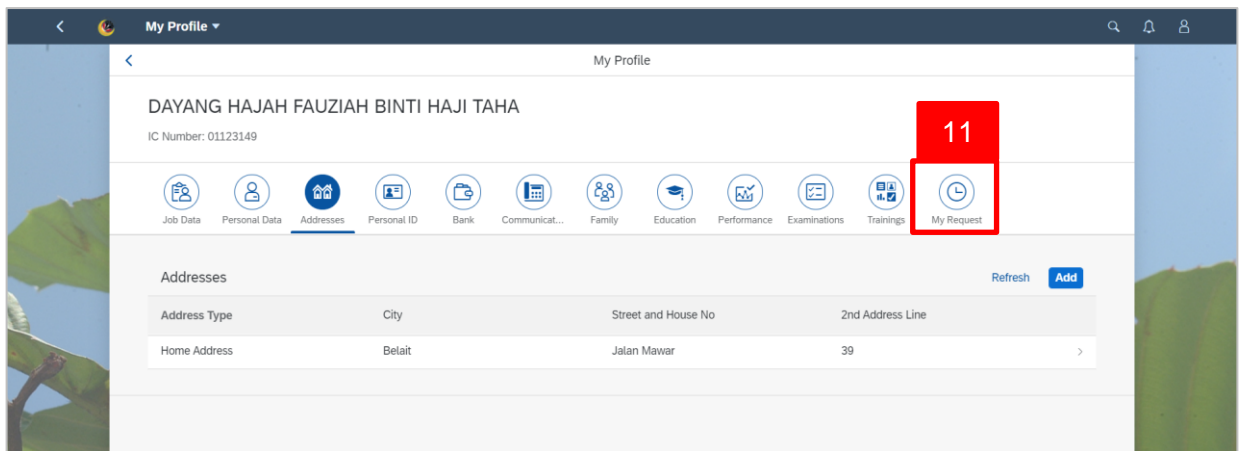 My Profile
My Profile
DAYANG HAJAH FAUZIAH BINTI HAJI TAHA
IC Number: 01123149
11
Job Data Personal Data Addresses Personal ID Bank Communicat... Family Education Performance Examinations Trainings My Request
Addresses Refresh Add
Address Type City Street and House No 2nd Address Line
Home Address Belait Jalan Mawar 39